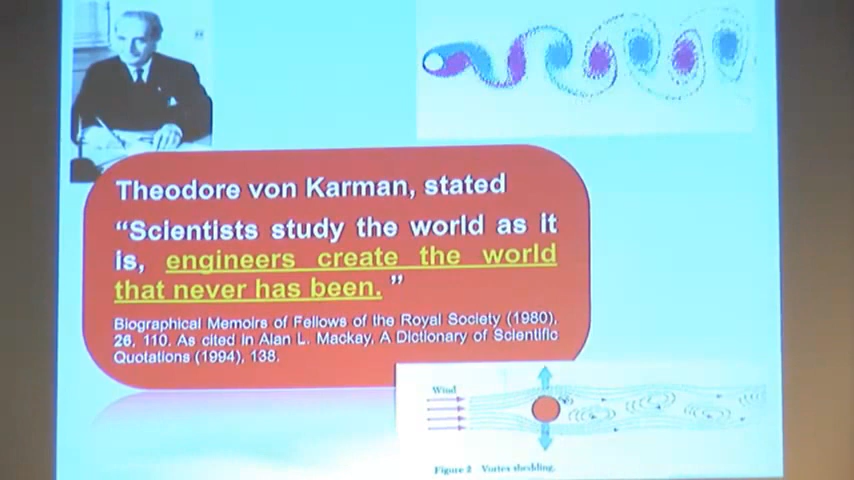 Theodore von Karman, stated
“Scientists study the world as it
is, engineers create the world
that never has been. ”
Biographical Memoirs of Fellows of the Royal Society (1980),
26, 110. As cited in Alan L. Mackay, A Dictionary of Scientific
Quotations (1994), 138.
Wind
Figure 2 Vortex shedding.